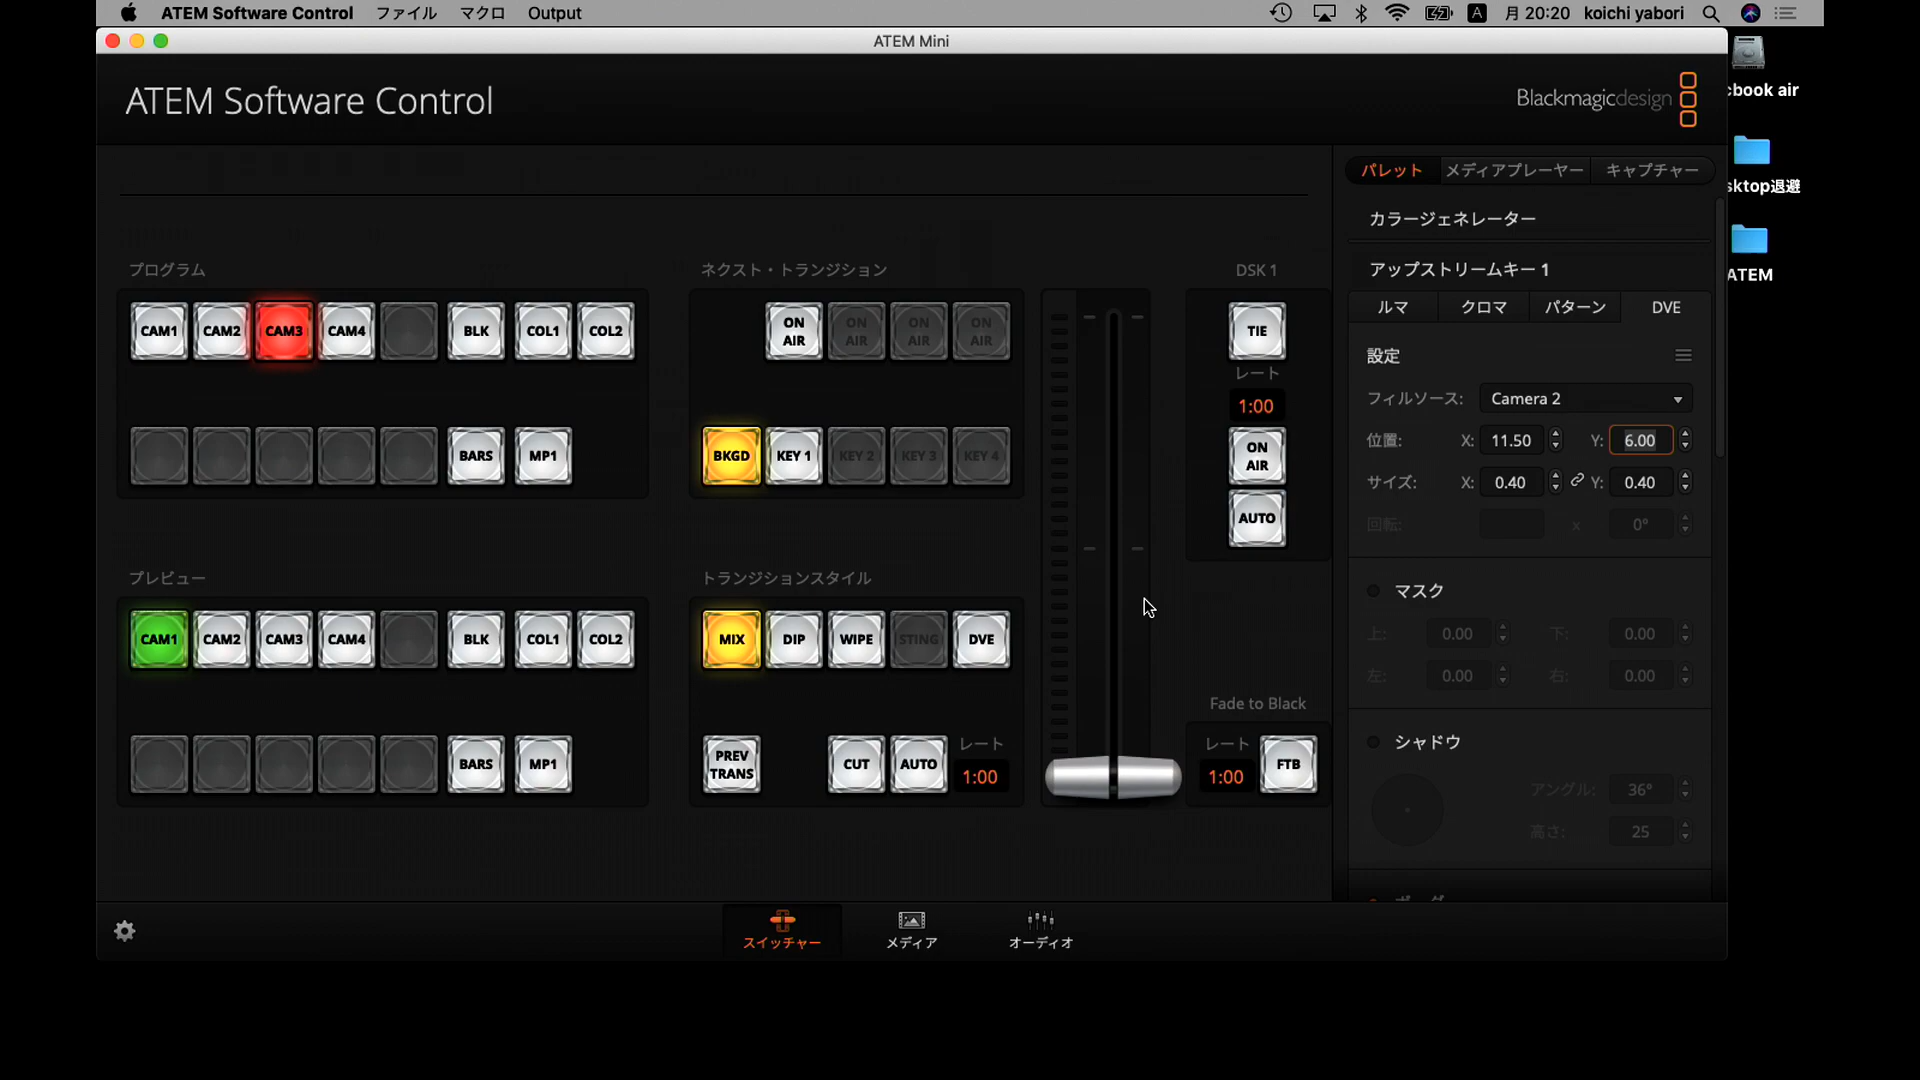 ATEM Software Control ファイル マクロ Output A 月 20:20 koichi yabori
ATEM Mini
ATEM Software Control
Blackmagicdesign
cbook air
sktop退避
ATEM
プログラム
CAM1 CAM2 CAM3 CAM4 BLK COL1 COL2
BARS MP1
プレビュー
CAM1 CAM2 CAM3 CAM4 BLK COL1 COL2
BARS MP1
ネクスト・トランジション
ON AIR ON AIR ON AIR ON AIR
BKGD KEY 1 KEY 2 KEY 3 KEY 4
トランジションスタイル
MIX DIP WIPE STING DVE
PREV TRANS CUT AUTO レート 1:00
DSK 1
TIE
レート
1:00
ON AIR
AUTO
Fade to Black
レート 1:00 FTB
パレット メディアプレーヤー キャプチャー
カラージェネレーター
アップストリームキー 1
ルマ クロマ パターン DVE
設定
フィルソース: Camera 2
位置: X: 11.50 Y: 6.00
サイズ: X: 0.40 Y: 0.40
回転: x 0°
マスク
上: 0.00 下: 0.00
左: 0.00 右: 0.00
シャドウ
アングル: 36°
高さ: 25
スイッチャー メディア オーディオ